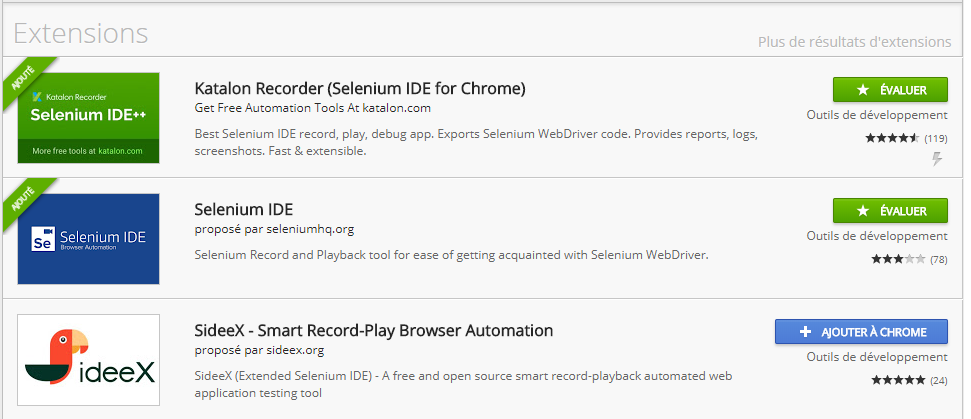 Extensions
Plus de résultats d'extensions
AJOUTÉ
Katalon Recorder
Selenium IDE++
More free tools at katalon.com
Katalon Recorder (Selenium IDE for Chrome)
Get Free Automation Tools At katalon.com
Best Selenium IDE record, play, debug app. Exports Selenium WebDriver code. Provides reports, logs,
screenshots. Fast & extensible.
ÉVALUER
Outils de développement
(119)
AJOUTÉ
Se
Selenium IDE
Browser Automation
Selenium IDE
proposé par seleniumhq.org
Selenium Record and Playback tool for ease of getting acquainted with Selenium WebDriver.
ÉVALUER
Outils de développement
(78)
ideeX
SideeX - Smart Record-Play Browser Automation
proposé par sideex.org
SideeX (Extended Selenium IDE) - A free and open source smart record-playback automated web
application testing tool
AJOUTER À CHROME
Outils de développement
(24)